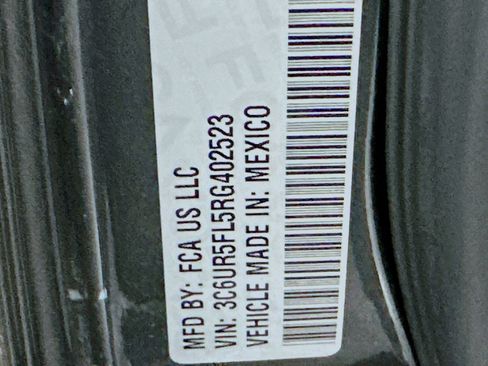 MFD BY: FCA US LLC
VIN: 3C6UR5FL5RG402523
VEHICLE MADE IN: MEXICO